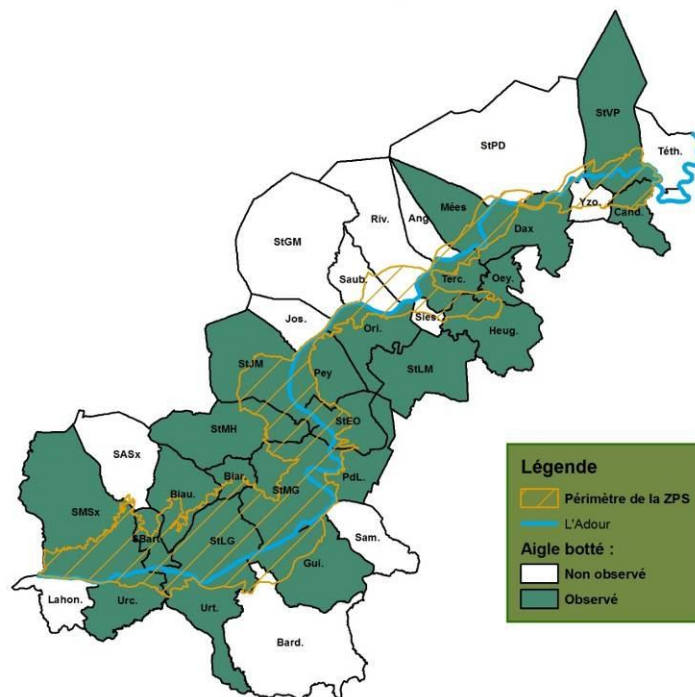 StVP
StPD
Téth.
Mées
Riv.
Ang
Yzo.
Cand.
Dax
StGM
Saub.
Terc.
Oey.
Jos.
Sies.
Ori.
Heug.
StJM
Pey
StLM
StMH
StEO
SASx
Biar.
Biau.
StMG
PdL.
SMSx
SBart
StLG
Sam.
Gui.
Lahon.
Urc.
Urt.
Bard.
Légende
Périmètre de la ZPS
L'Adour
Aigle botté :
Non observé
Observé